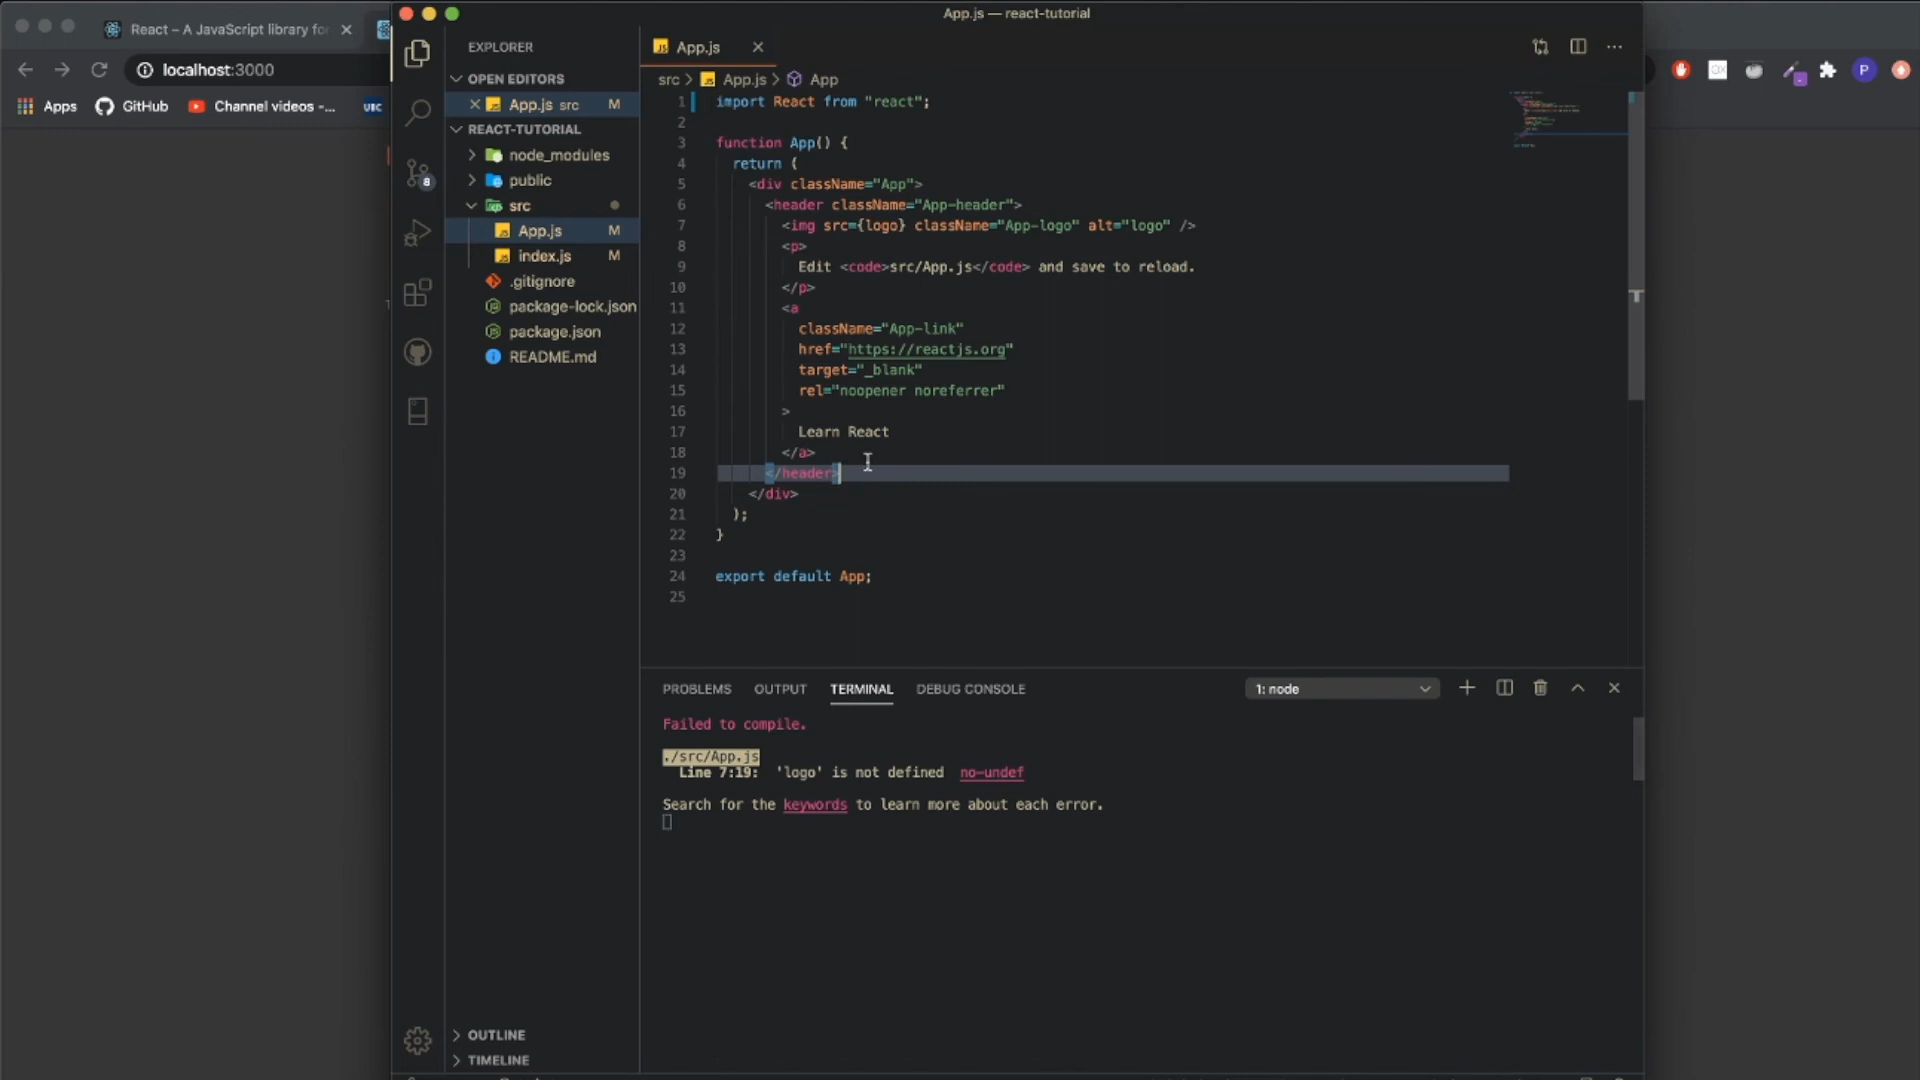 App.js — react-tutorial
React – A JavaScript library for
localhost:3000
Apps
GitHub
Channel videos -...
UIC
EXPLORER
OPEN EDITORS
App.js src M
REACT-TUTORIAL
node_modules
public
src
App.js M
index.js M
.gitignore
package-lock.json
package.json
README.md
8
OUTLINE
TIMELINE
App.js
src > App.js > App
1 import React from "react";
2
3 function App() {
4 return (
5 <div className="App">
6 <header className="App-header">
7 <img src={logo} className="App-logo" alt="logo" />
8 <p>
9 Edit <code>src/App.js</code> and save to reload.
10 </p>
11 <a
12 className="App-link"
13 href="https://reactjs.org"
14 target="_blank"
15 rel="noopener noreferrer"
16 >
17 Learn React
18 </a>
19 </header>
20 </div>
21 );
22 }
23
24 export default App;
25
PROBLEMS OUTPUT TERMINAL DEBUG CONSOLE
1: node
Failed to compile.
./src/App.js
Line 7:19: 'logo' is not defined no-undef
Search for the keywords to learn more about each error.
P